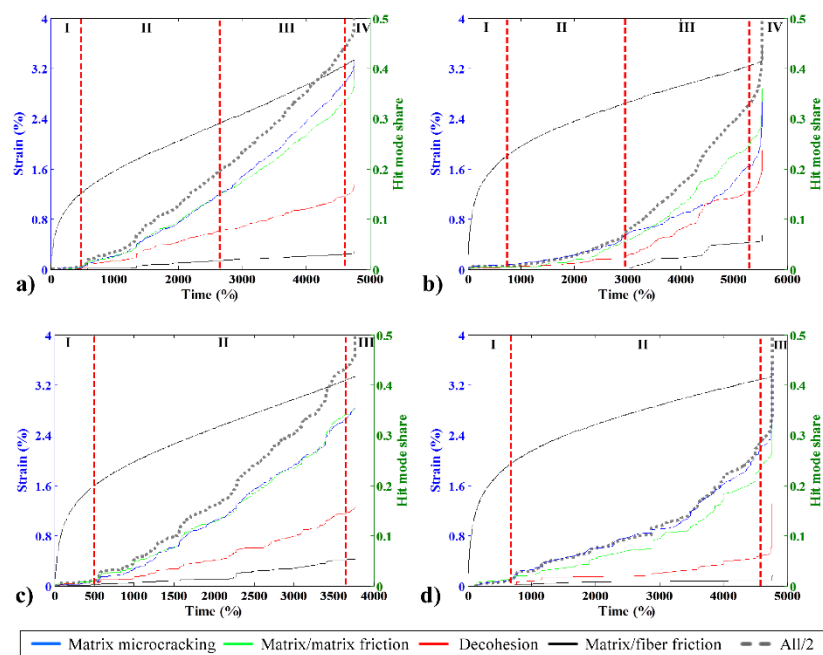 I II III IV
4 0.5
3.2 0.4
2.4 0.3
1.6 0.2
0.8 0.1
0 0
Strain (%)
Hit mode share
0 1000 2000 3000 4000 5000
Time (%)
a)
I II III IV
4 0.5
3.2 0.4
2.4 0.3
1.6 0.2
0.8 0.1
0 0
Strain (%)
Hit mode share
0 1000 2000 3000 4000 5000 6000
Time (%)
b)
I II III
4 0.5
3.2 0.4
2.4 0.3
1.6 0.2
0.8 0.1
0 0
Strain (%)
Hit mode share
0 500 1000 1500 2000 2500 3000 3500 4000
Time (%)
c)
I II III
4 0.5
3.2 0.4
2.4 0.3
1.6 0.2
0.8 0.1
0 0
Strain (%)
Hit mode share
0 1000 2000 3000 4000 5000
Time (%)
d)
Matrix microcracking Matrix/matrix friction Decohesion Matrix/fiber friction All/2